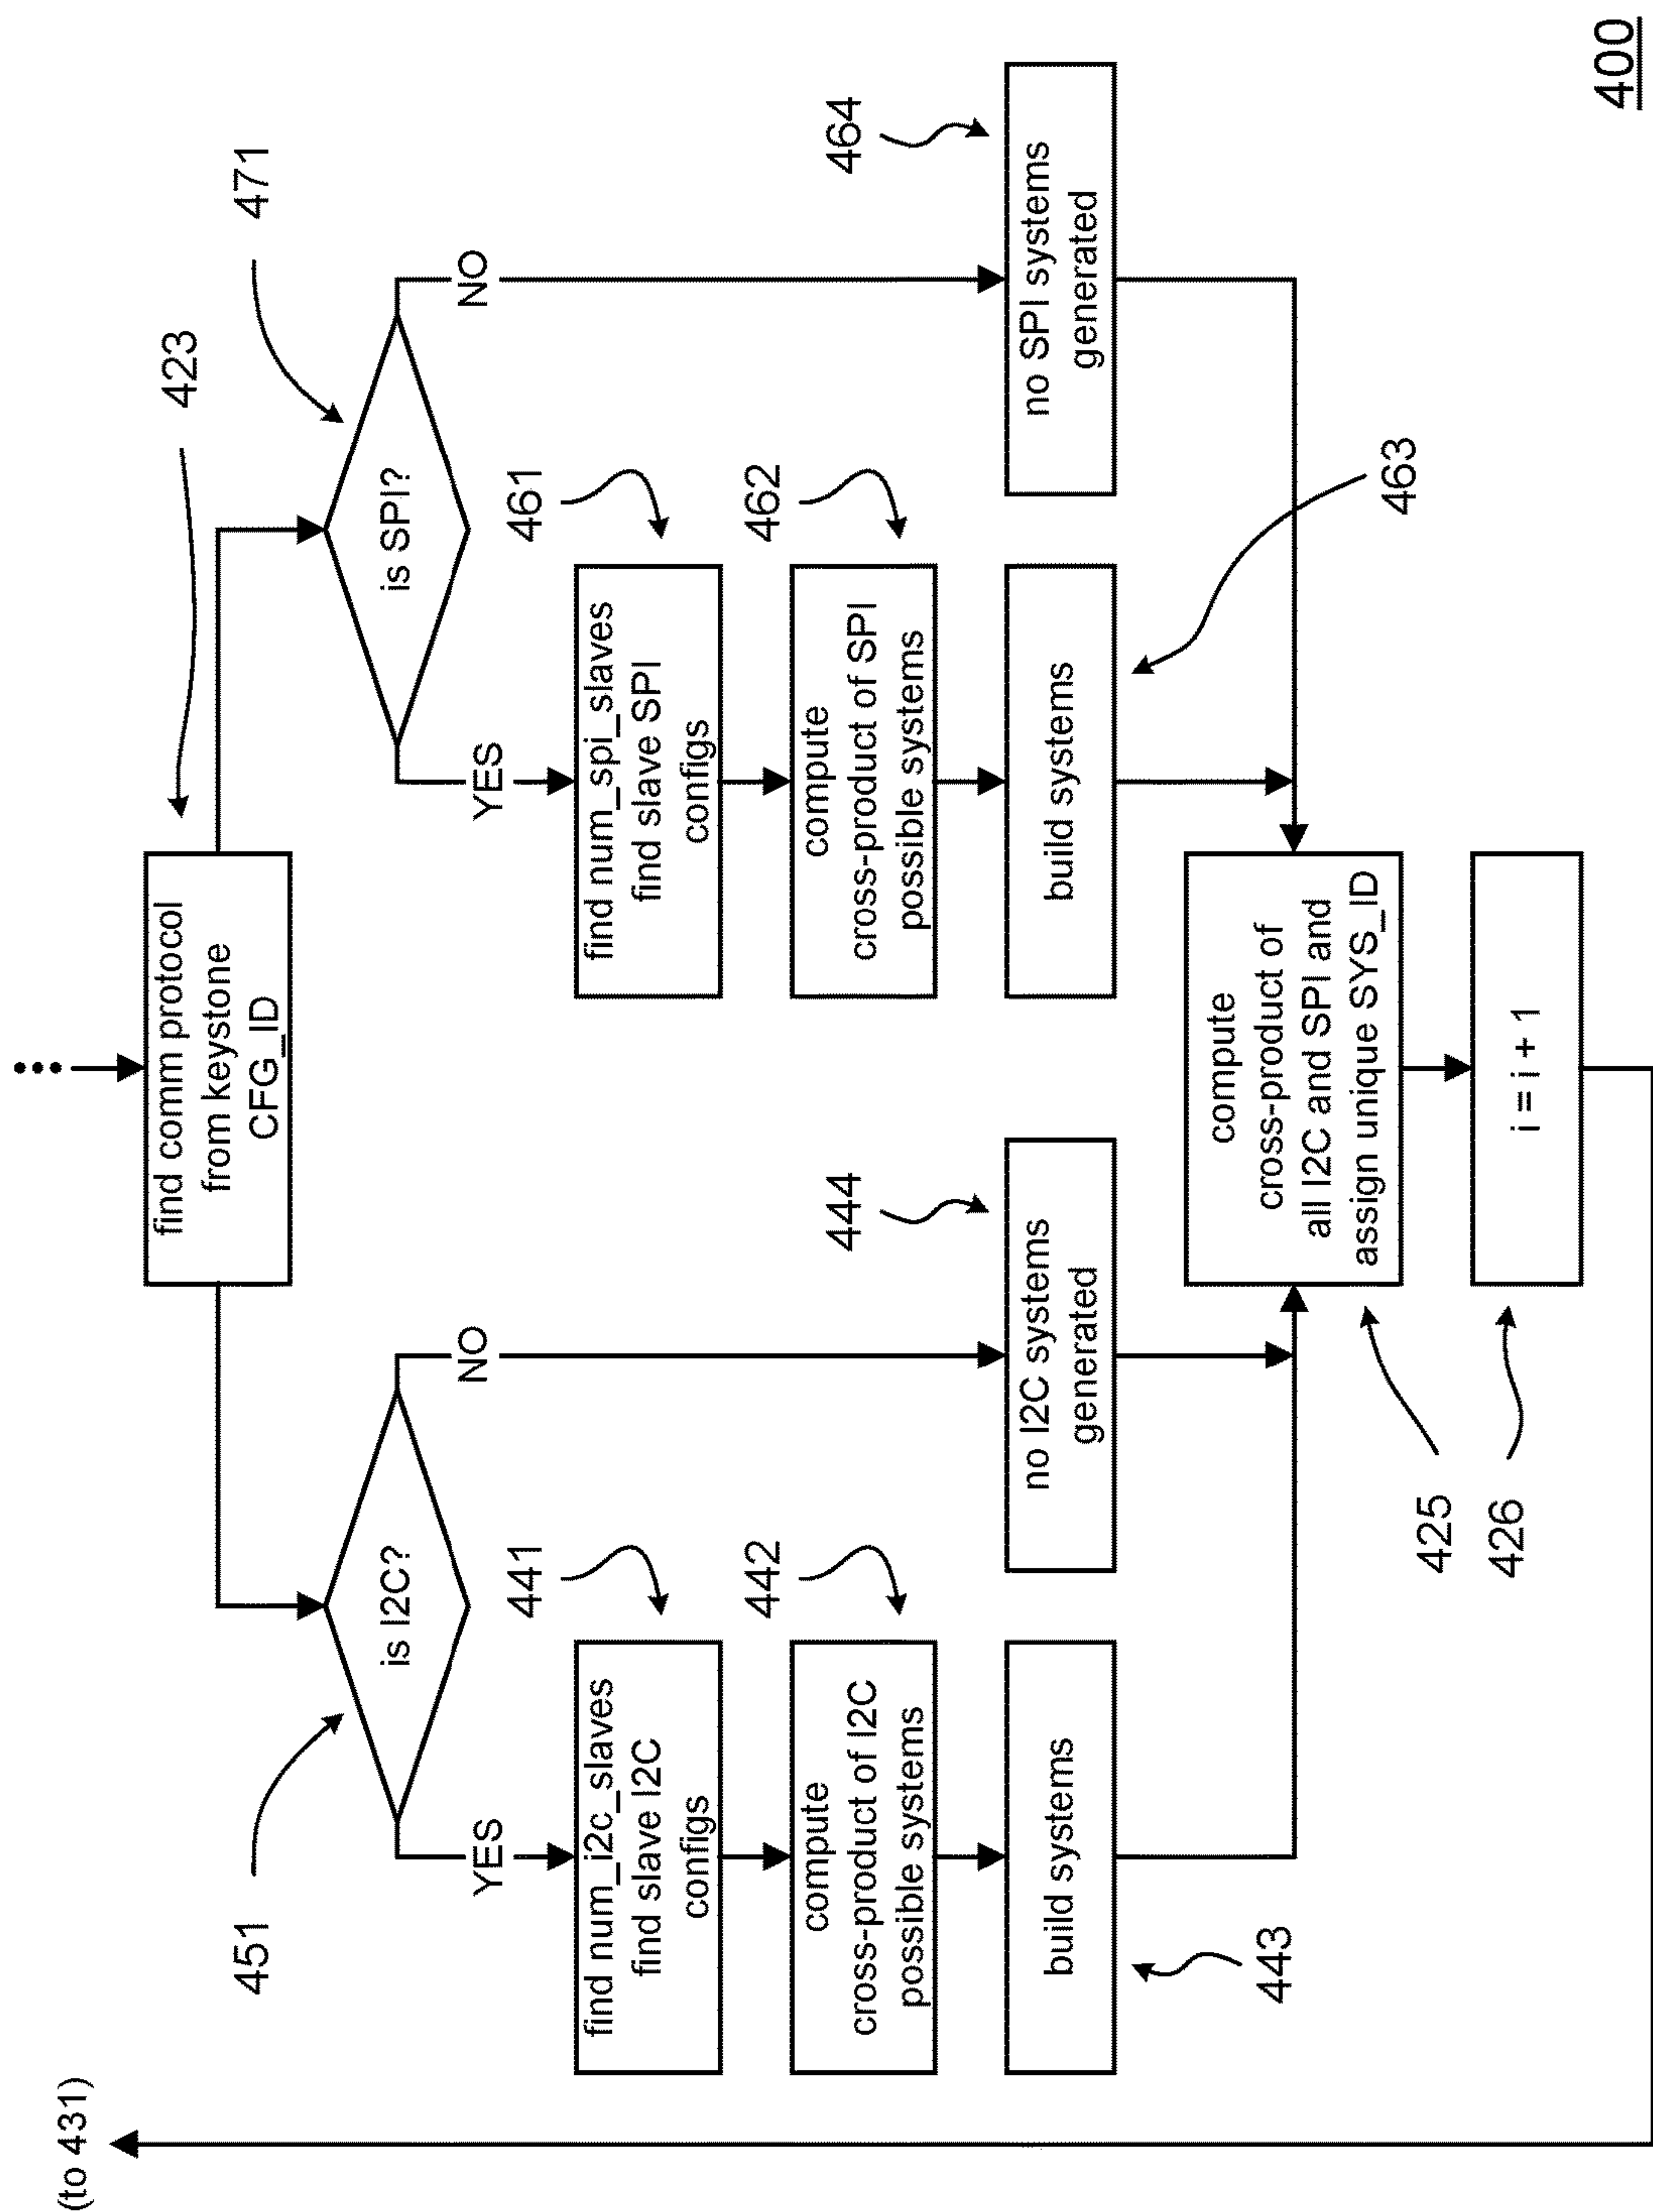 (to 431)
find comm protocol
from keystone
CFG_ID
423
451
is I2C?
is SPI?
471
YES
NO
YES
NO
find num_i2c_slaves
find slave I2C
configs
441
find num_spi_slaves
find slave SPI
configs
461
compute
cross-product of I2C
possible systems
442
compute
cross-product of SPI
possible systems
462
build systems
443
no I2C systems
generated
444
build systems
463
no SPI systems
generated
464
compute
cross-product of
all I2C and SPI and
assign unique SYS_ID
425
i = i + 1
426
400